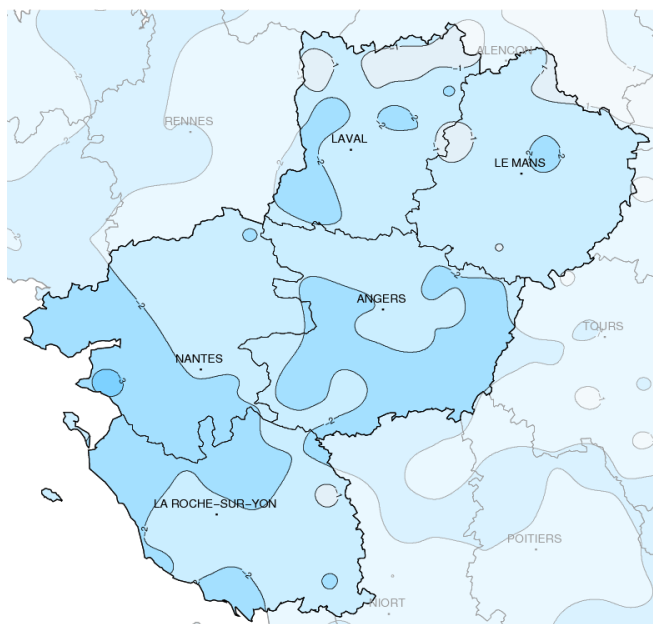 ALENCON
RENNES
LAVAL
LE MANS
ANGERS
TOURS
NANTES
LA ROCHE-SUR-YON
POITIERS
NIORT